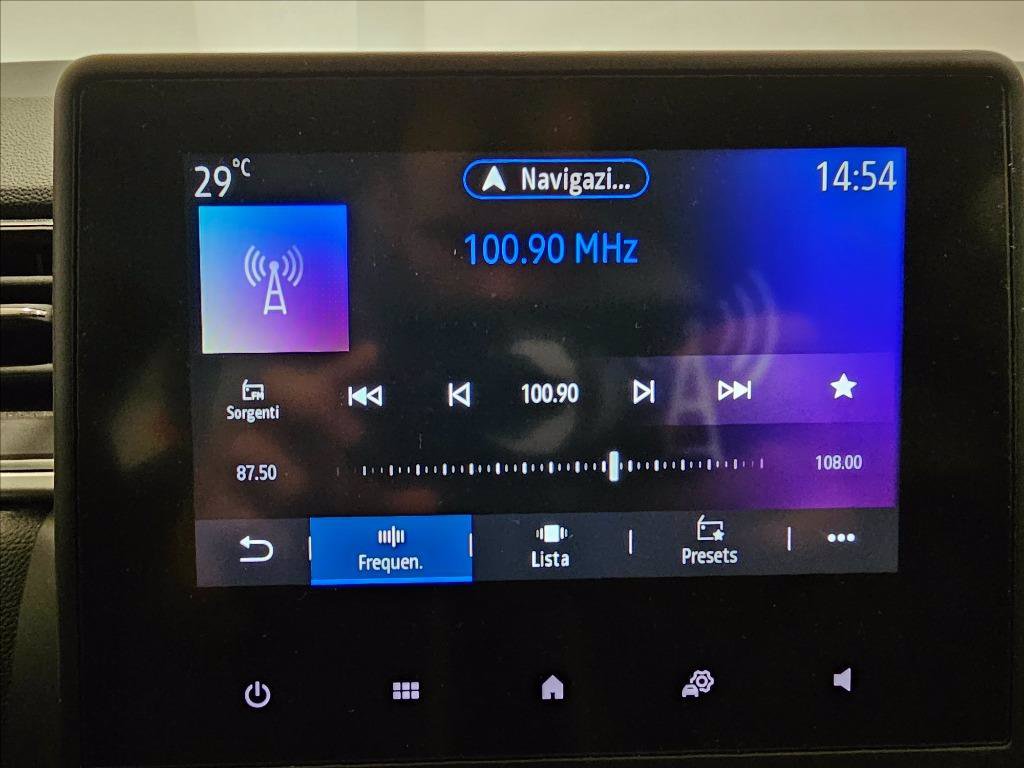 29°C
Navigazi...
14:54
100.90 MHz
Sorgenti
100.90
87.50
108.00
Frequen.
Lista
Presets